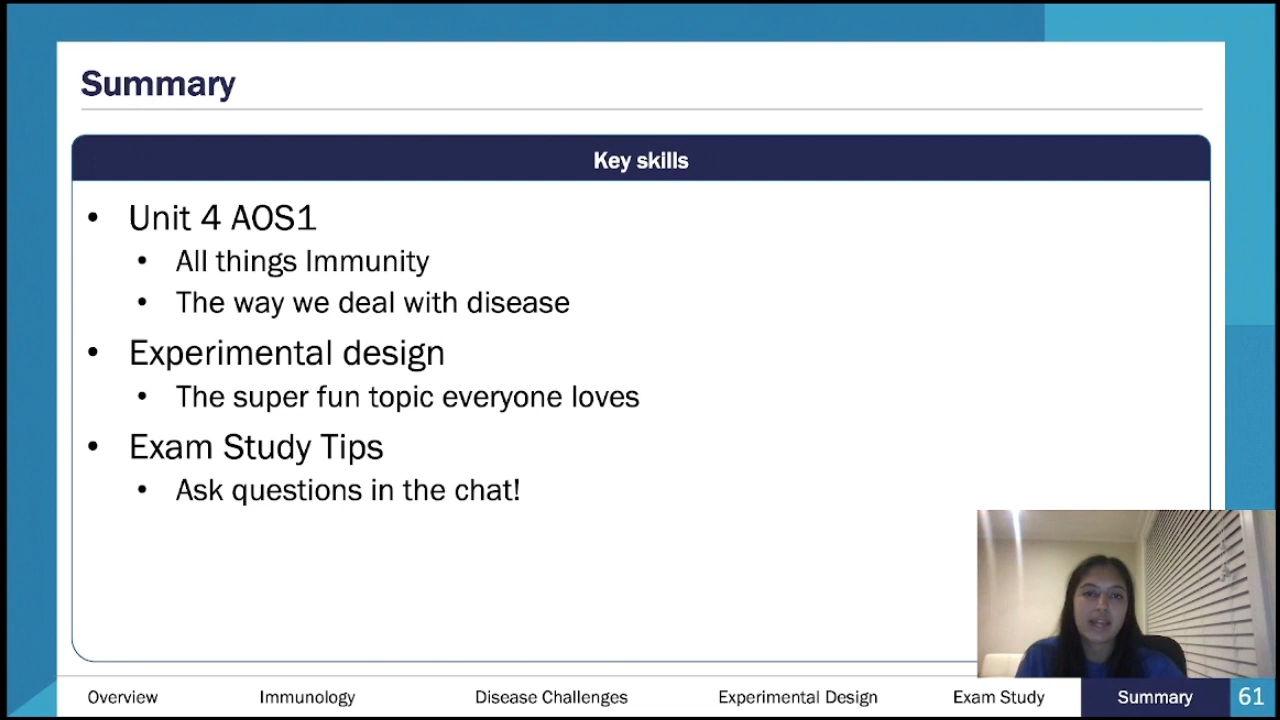 Summary
Key skills
• Unit 4 AOS1
• All things Immunity
• The way we deal with disease
• Experimental design
• The super fun topic everyone loves
• Exam Study Tips
• Ask questions in the chat!
Overview Immunology Disease Challenges Experimental Design Exam Study Summary 61